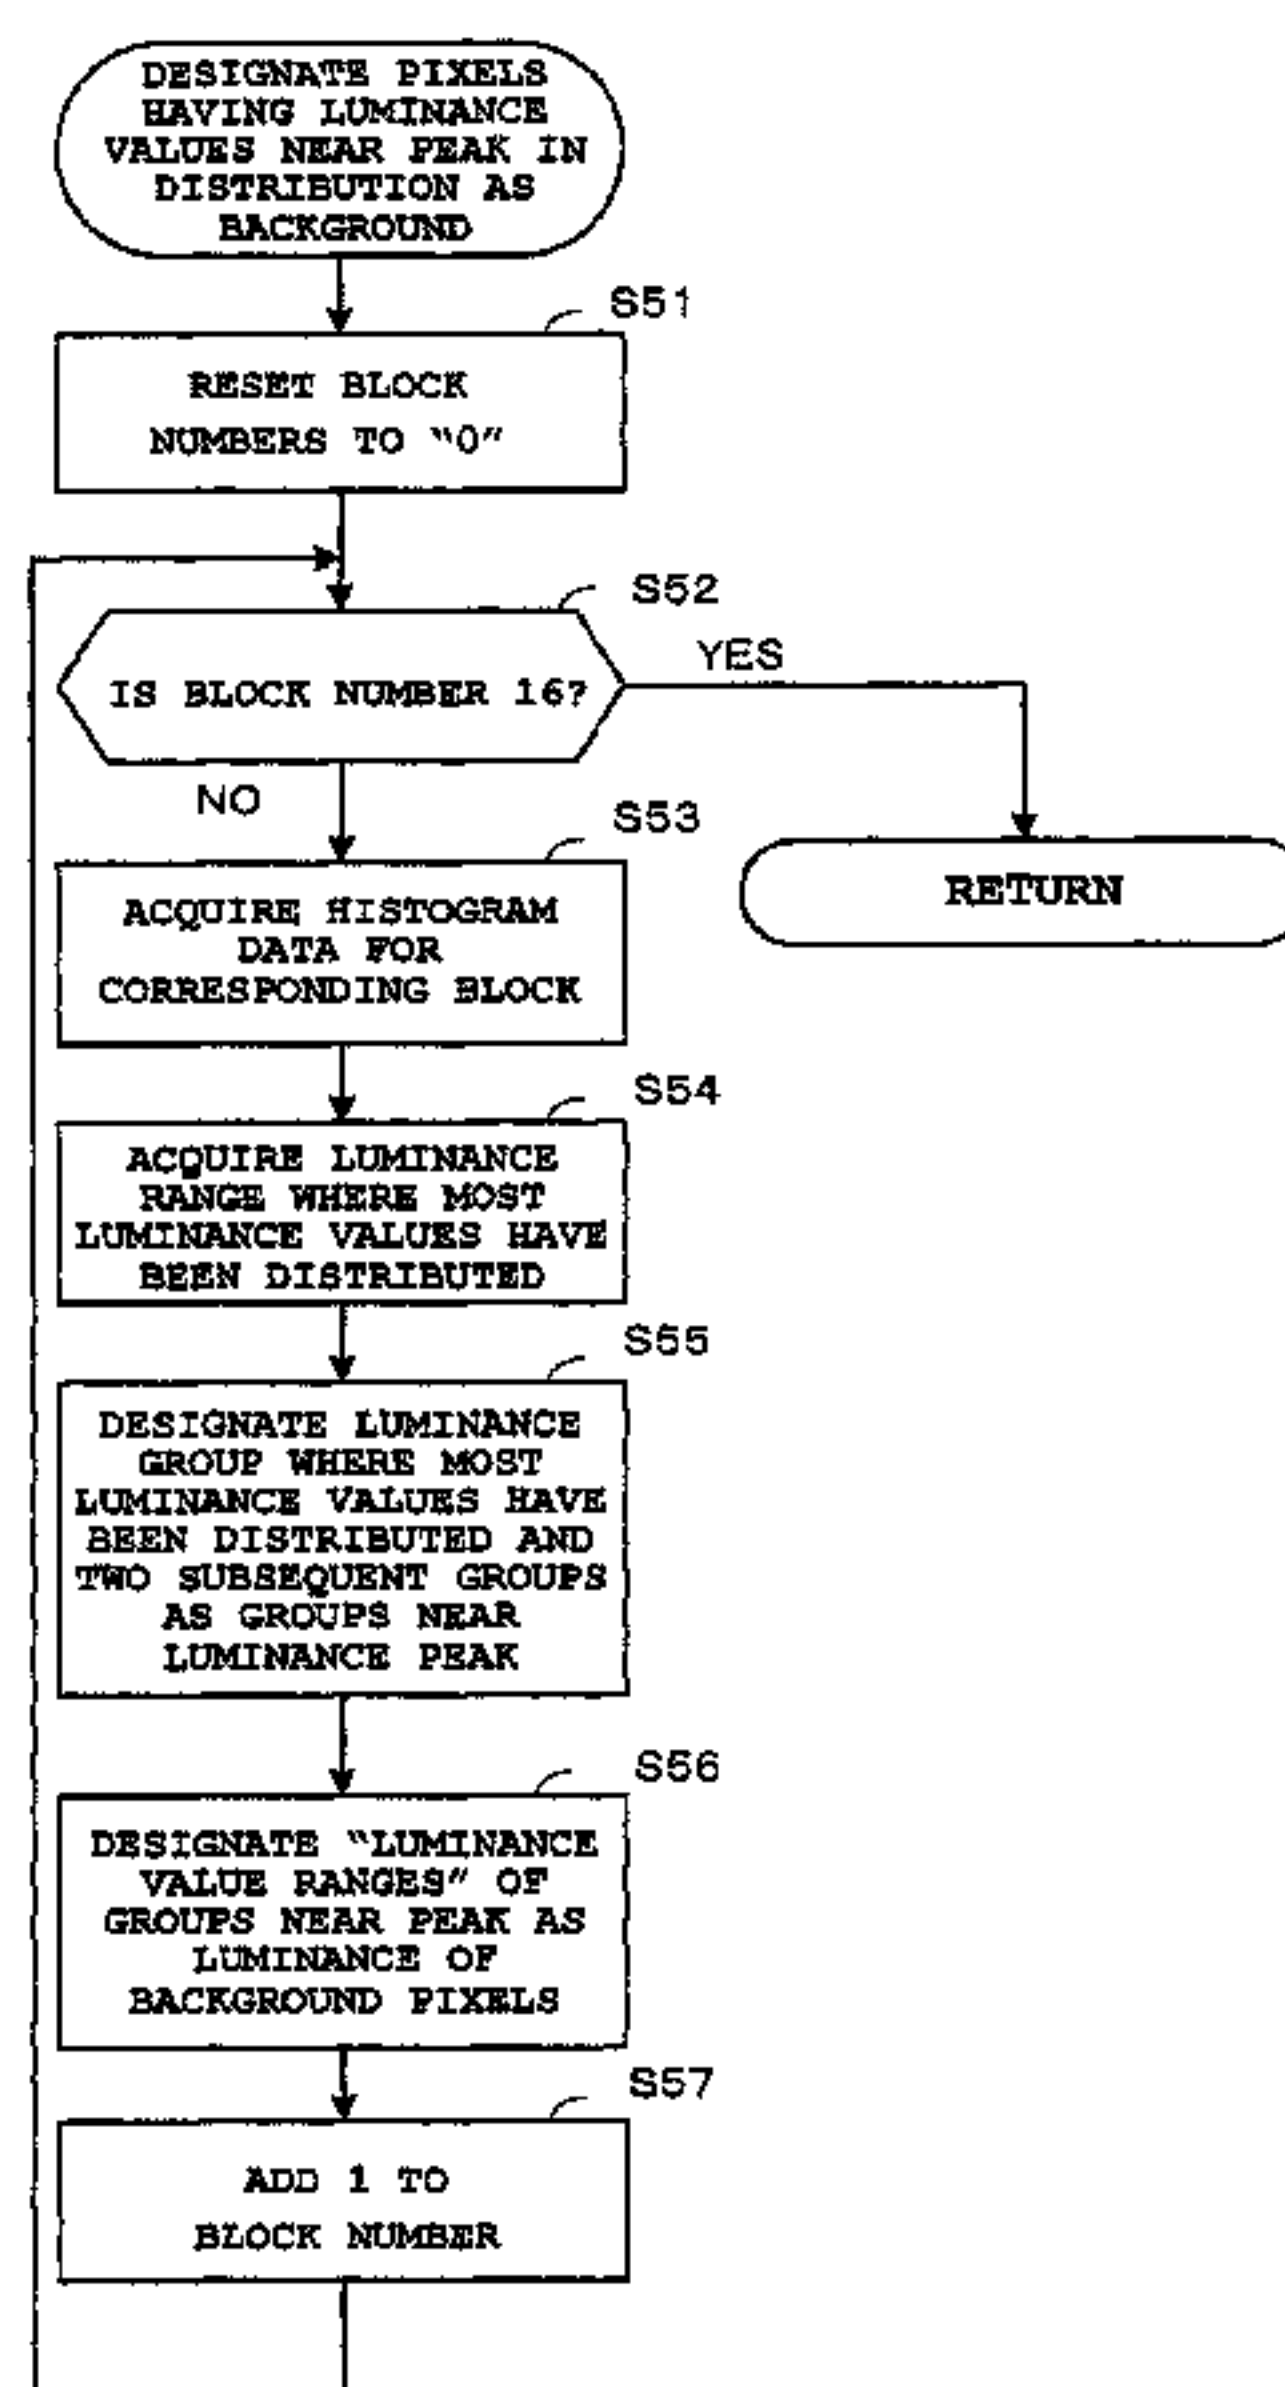 DESIGNATE PIXELS
HAVING LUMINANCE
VALUES NEAR PEAK IN
DISTRIBUTION AS
BACKGROUND
S51
RESET BLOCK
NUMBERS TO "0"
S52
IS BLOCK NUMBER 16?
YES
NO
S53
ACQUIRE HISTOGRAM
DATA FOR
CORRESPONDING BLOCK
RETURN
S54
ACQUIRE LUMINANCE
RANGE WHERE MOST
LUMINANCE VALUES HAVE
BEEN DISTRIBUTED
S55
DESIGNATE LUMINANCE
GROUP WHERE MOST
LUMINANCE VALUES HAVE
BEEN DISTRIBUTED AND
TWO SUBSEQUENT GROUPS
AS GROUPS NEAR
LUMINANCE PEAK
S56
DESIGNATE "LUMINANCE
VALUE RANGES" OF
GROUPS NEAR PEAK AS
LUMINANCE OF
BACKGROUND PIXELS
S57
ADD 1 TO
BLOCK NUMBER